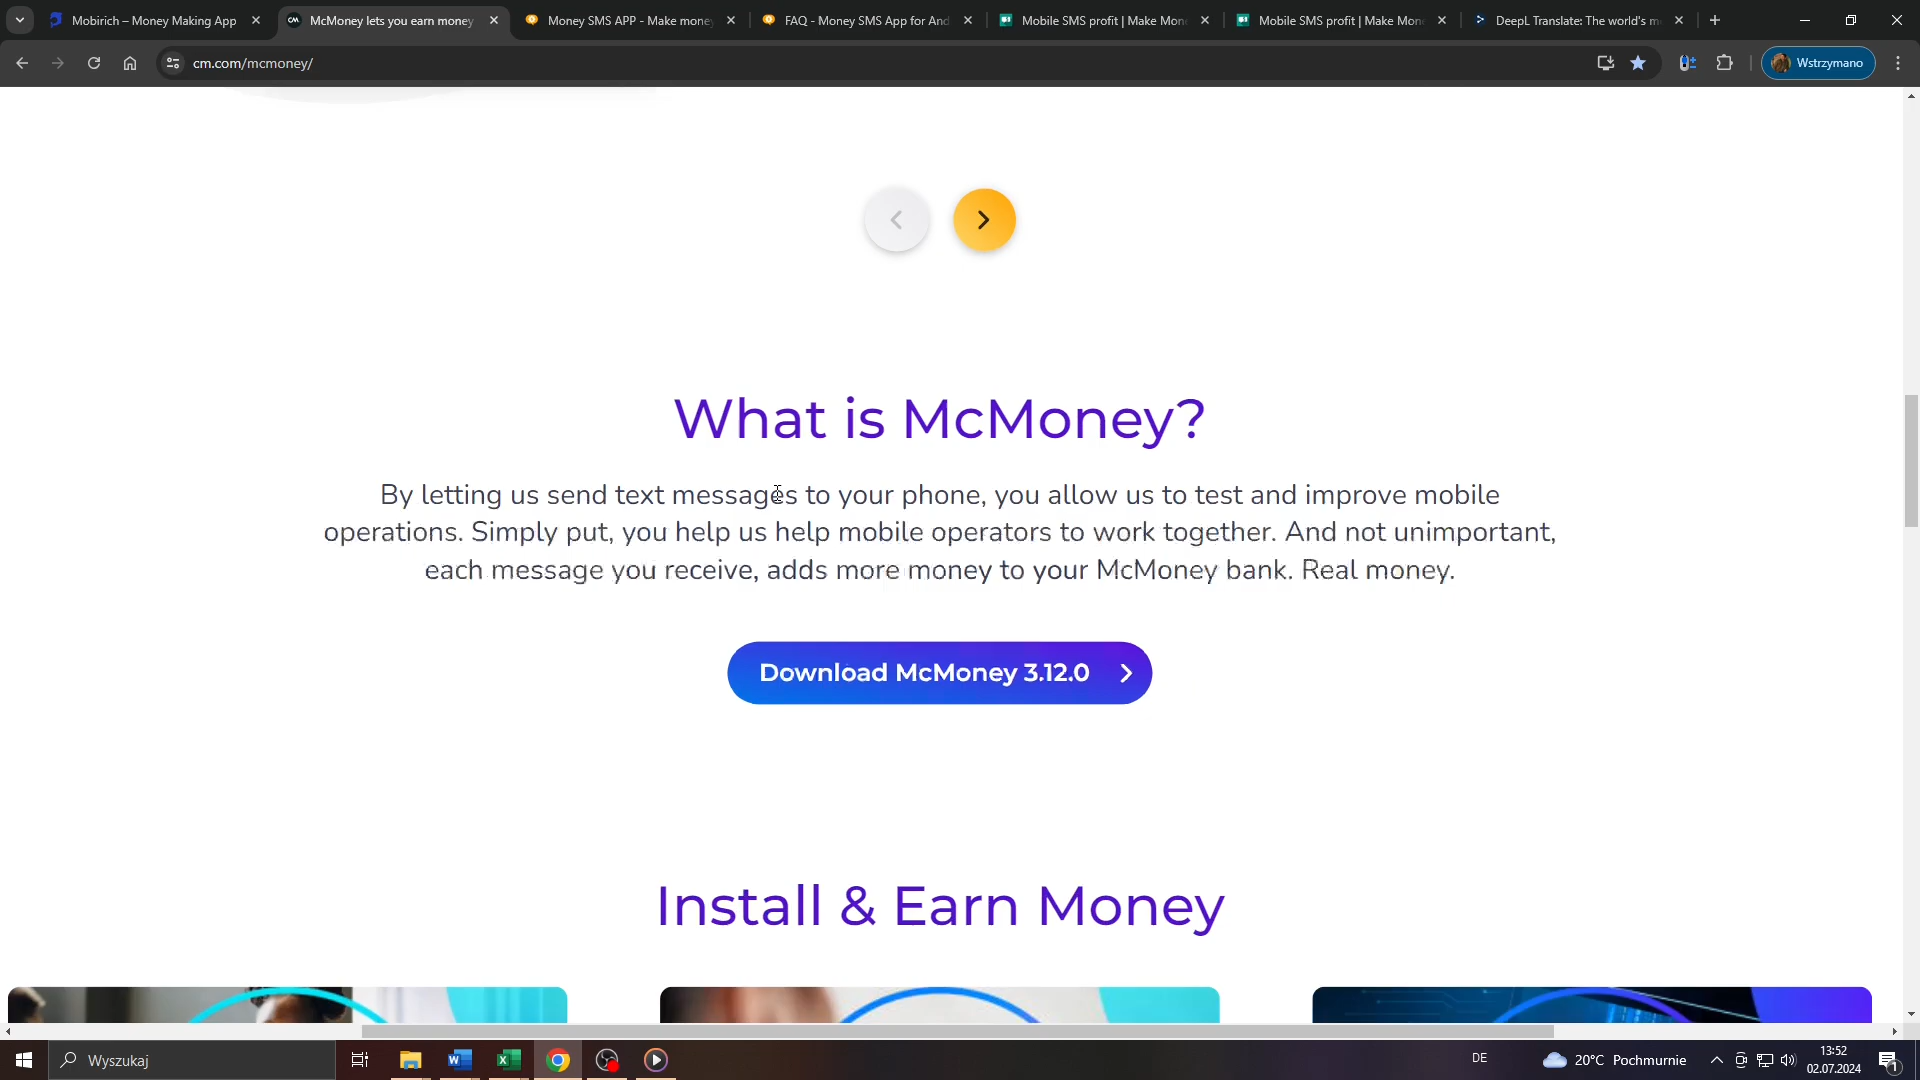 Mobirich – Money Making App
McMoney lets you earn money
Money SMS APP - Make money
FAQ - Money SMS App for And
Mobile SMS profit | Make Mon
Mobile SMS profit | Make Mon
DeepL Translate: The world's m
cm.com/mcmoney/
Wstrzymano
What is McMoney?
By letting us send text messages to your phone, you allow us to test and improve mobile
operations. Simply put, you help us help mobile operators to work together. And not unimportant,
each message you receive, adds more money to your McMoney bank. Real money.
Download McMoney 3.12.0
Install & Earn Money
Wyszukaj
DE
20°C Pochmurnie
13:52
02.07.2024
1